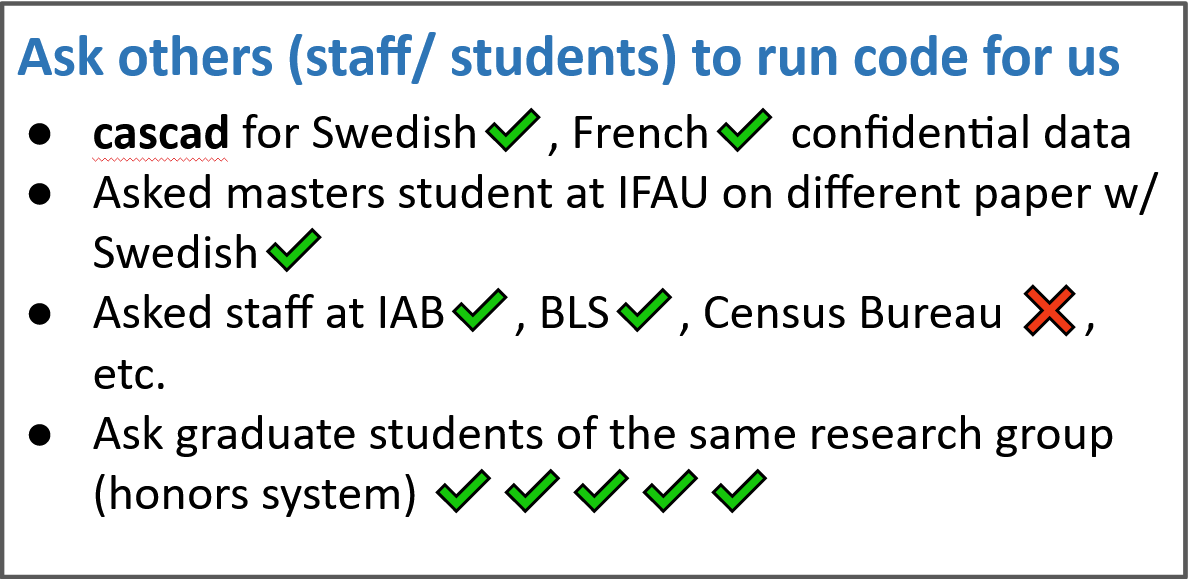 Ask others (staff/ students) to run code for us
● cascad for Swedish✔, French✔ confidential data
● Asked masters student at IFAU on different paper w/
Swedish✔
● Asked staff at IAB✔, BLS✔, Census Bureau ❌,
etc.
● Ask graduate students of the same research group
(honors system) ✔ ✔ ✔ ✔ ✔